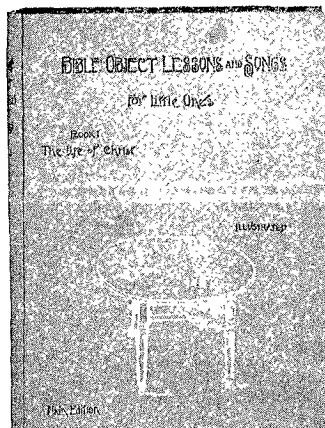 BIBLE OBJECT LESSONS AND SONGS
For Little Ones
BOOK I
The Life of Christ
ILLUSTRATED
Edition